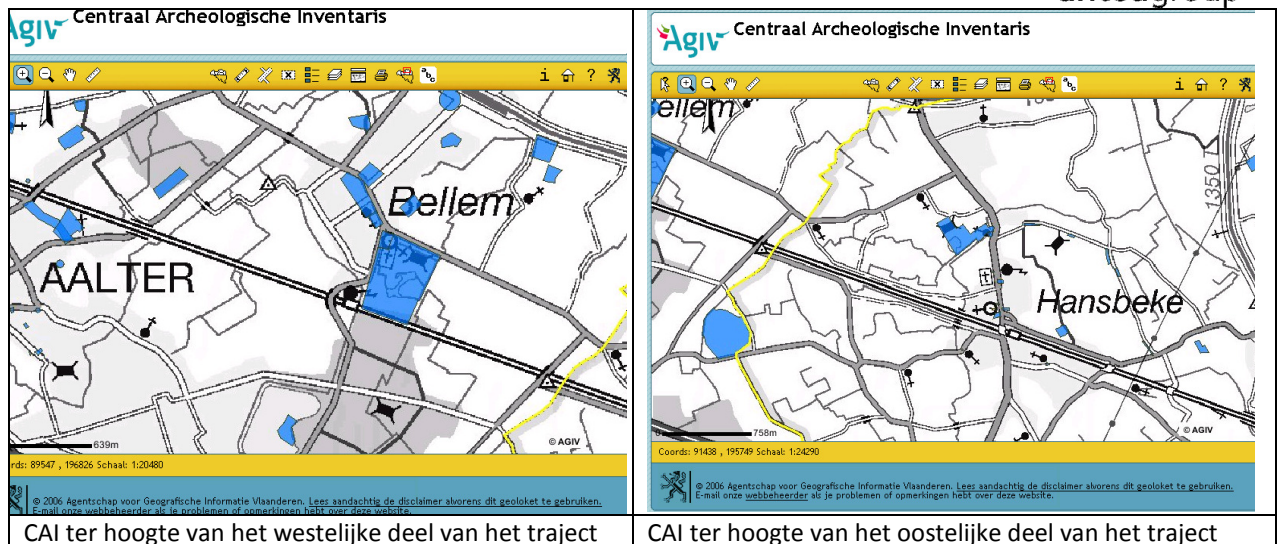 Agiv Centraal Archeologische Inventaris
i ? 
Bellem
AALTER
639m
© AGIV
rds: 89547 , 196826 Schaal: 1:20480
© 2006 Agentschap voor Geografische Informatie Vlaanderen. Lees aandachtig de disclaimer alvorens dit geoloket te gebruiken.
E-mail onze webbeheerder als je problemen of opmerkingen hebt over deze website.
CAI ter hoogte van het westelijke deel van het traject
Agiv Centraal Archeologische Inventaris
i ?
ellem
1350
Hansbeke
758m
© AGIV
Coords: 91438 , 195749 Schaal: 1:24290
© 2006 Agentschap voor Geografische Informatie Vlaanderen. Lees aandachtig de disclaimer alvorens dit geoloket te gebruiken.
E-mail onze webbeheerder als je problemen of opmerkingen hebt over deze website.
CAI ter hoogte van het oostelijke deel van het traject